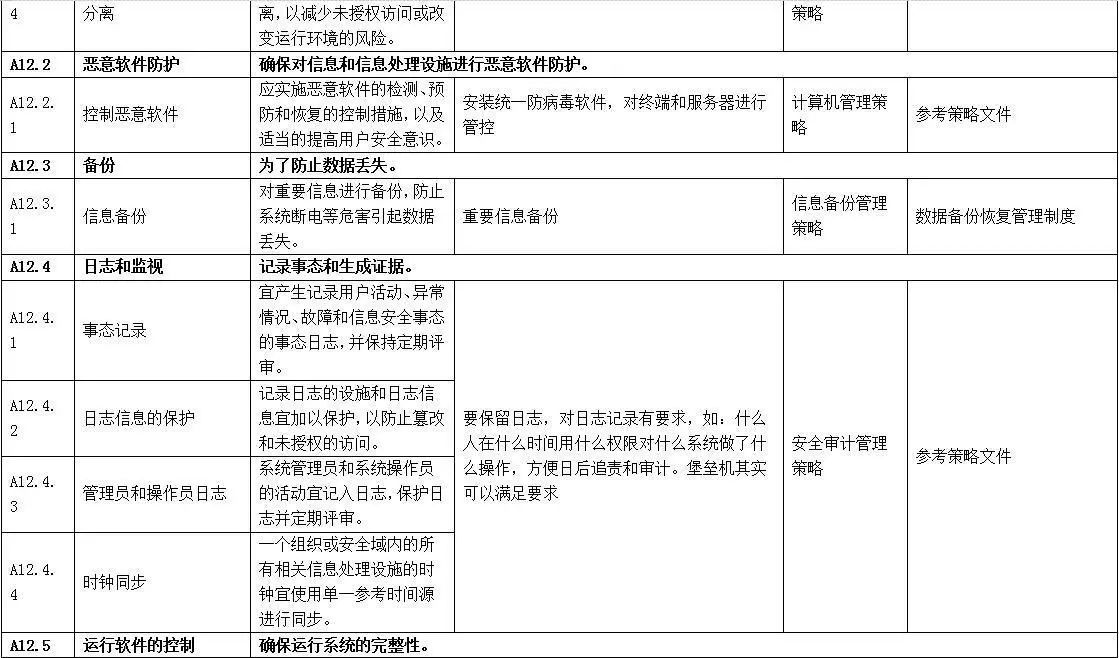 4
分离
离,以减少未授权访问或改
变运行环境的风险。
策略
A12.2
恶意软件防护
确保对信息和信息处理设施进行恶意软件防护。
A12.2.
1
控制恶意软件
应实施恶意软件的检测、预
防和恢复的控制措施,以及
适当的提高用户安全意识。
安装统一防病毒软件，对终端和服务器进行
管控
计算机管理策
略
参考策略文件
A12.3
备份
为了防止数据丢失。
A12.3.
1
信息备份
对重要信息进行备份,防止
系统断电等危害引起数据
丢失。
重要信息备份
信息备份管理
策略
数据备份恢复管理制度
A12.4
日志和监视
记录事态和生成证据。
A12.4.
1
事态记录
宜产生记录用户活动、异常
情况、故障和信息安全事态
的事态日志,并保持定期评
审。
A12.4.
2
日志信息的保护
记录日志的设施和日志信
息宜加以保护,以防止篡改
和未授权的访问。
A12.4.
3
管理员和操作员日志
系统管理员和系统操作员
的活动宜记入日志,保护日
志并定期评审。
A12.4.
4
时钟同步
一个组织或安全域内的所
有相关信息处理设施的时
钟宜使用单一参考时间源
进行同步。
要保留日志，对日志记录有要求，如：什么
人在什么时间用什么权限对什么系统做了什
么操作，方便日后追责和审计。堡垒机其实
可以满足要求
安全审计管理
策略
参考策略文件
A12.5
运行软件的控制
确保运行系统的完整性。